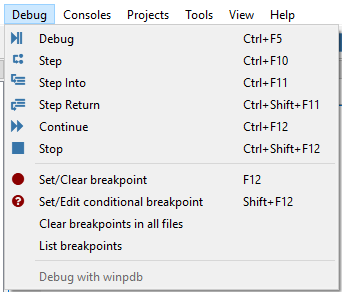 Debug Consoles Projects Tools View Help
Debug Ctrl+F5
Step Ctrl+F10
Step Into Ctrl+F11
Step Return Ctrl+Shift+F11
Continue Ctrl+F12
Stop Ctrl+Shift+F12
Set/Clear breakpoint F12
Set/Edit conditional breakpoint Shift+F12
Clear breakpoints in all files
List breakpoints
Debug with winpdb